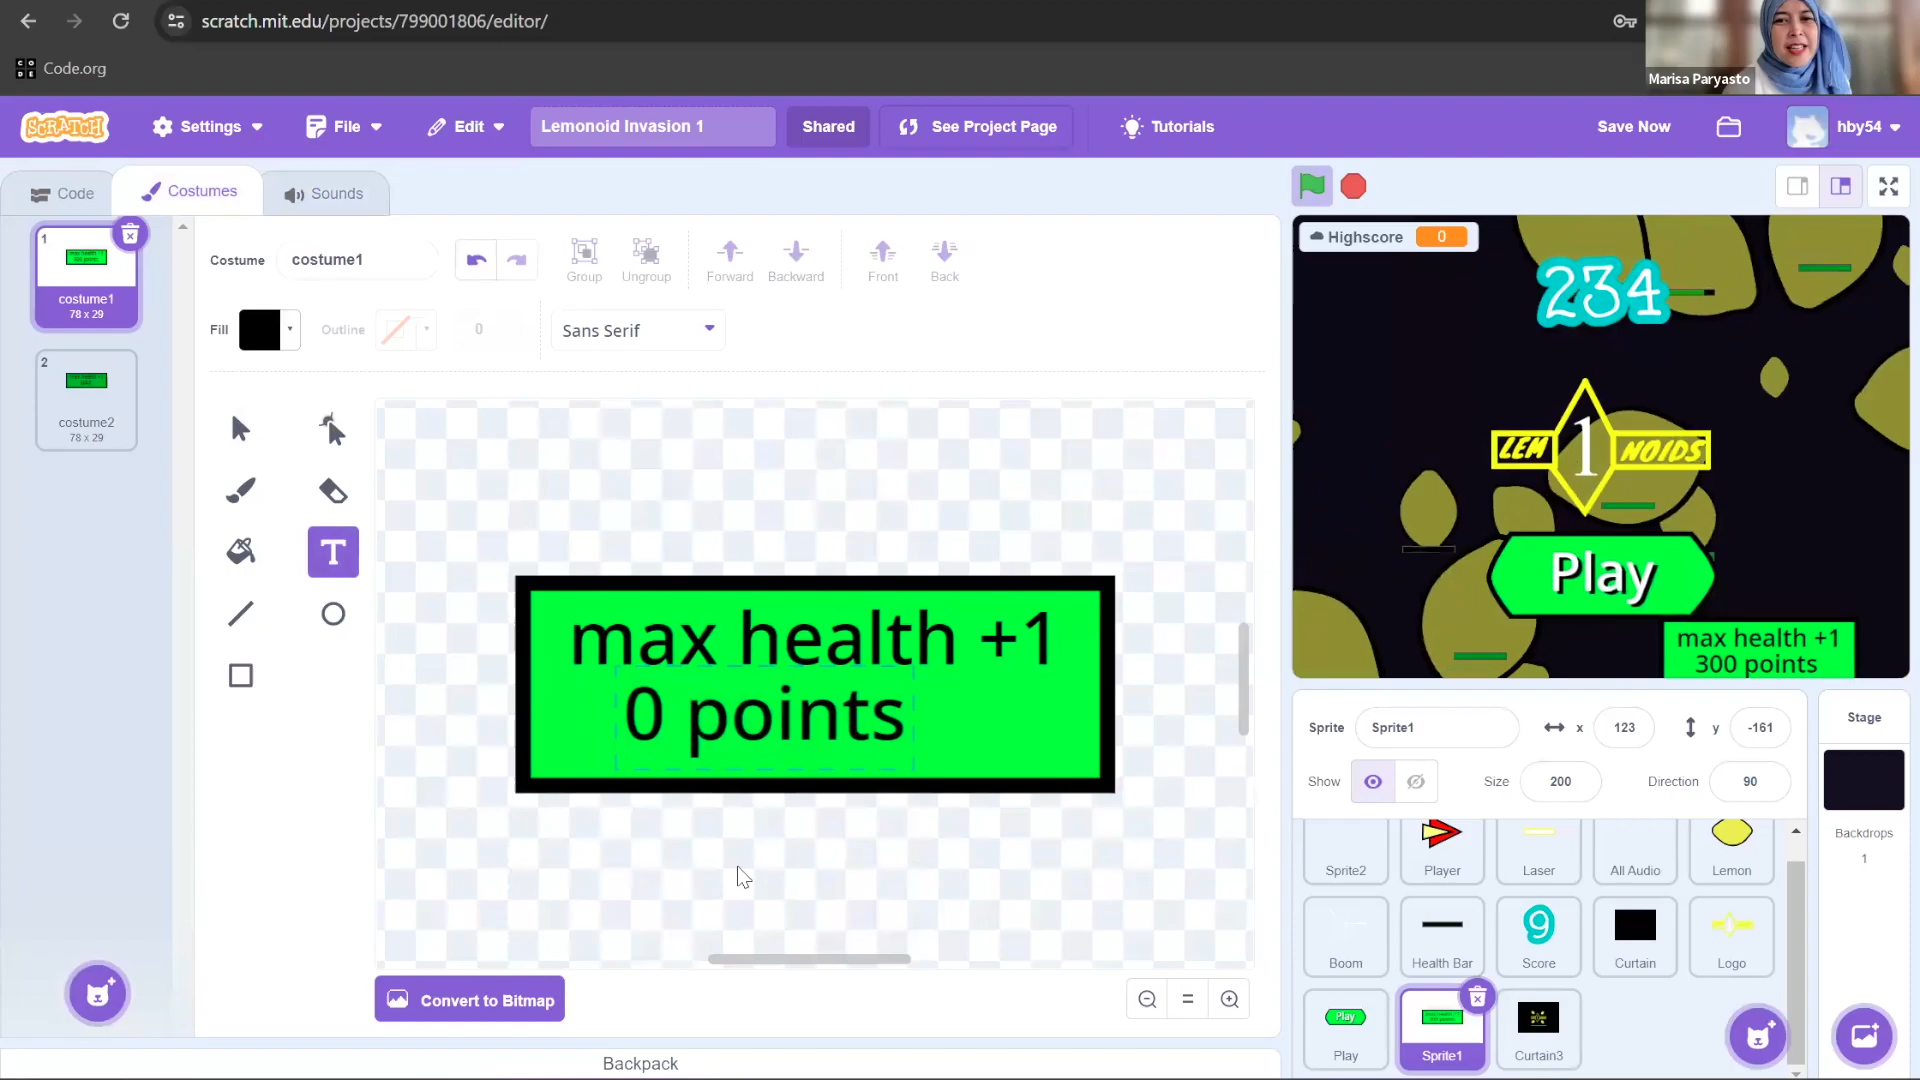 scratch.mit.edu/projects/799001806/editor/
CODE
Code.org
Marisa Paryasto
SCRATCH
Settings
File
Edit
Lemonoid Invasion 1
Shared
See Project Page
Tutorials
Save Now
hby54
Code
Costumes
Sounds
1
costume1
78 x 29
2
costume2
78 x 29
Costume
costume1
Group
Ungroup
Forward
Backward
Front
Back
Fill
Outline
0
Sans Serif
T
max health +1
0 points
Convert to Bitmap
Backpack
Highscore 0
234
LEM 1 NOIDS
Play
max health +1
300 points
Sprite
Sprite1
x
123
y
-161
Show
Size
200
Direction
90
Stage
Backdrops
1
Sprite2
Player
Laser
All Audio
Lemon
Boom
Health Bar
9
Score
Curtain
Logo
Play
Play
Sprite1
Curtain3